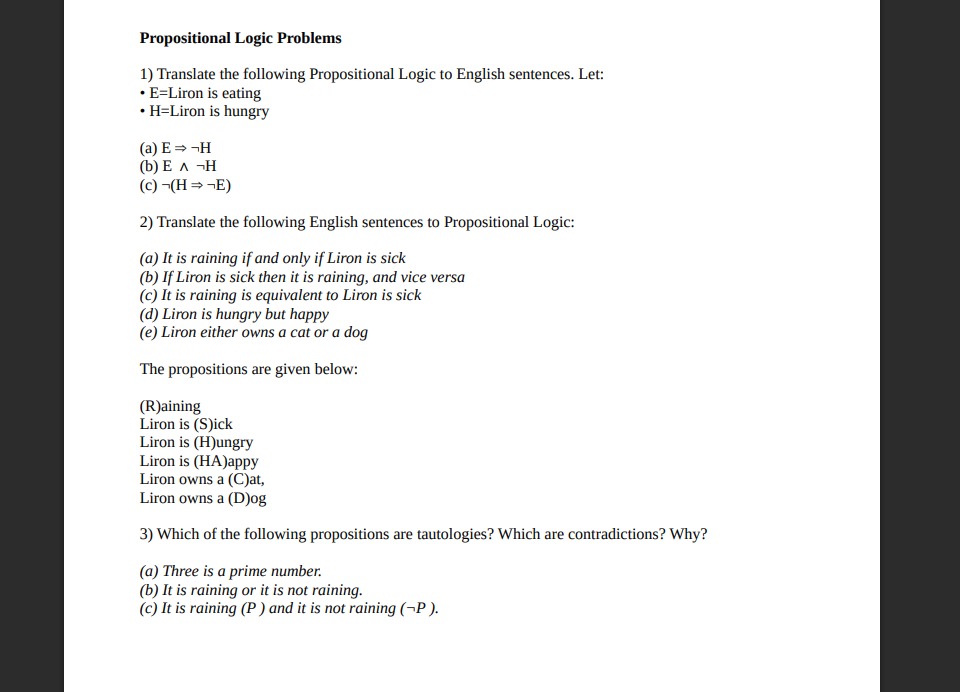 Propositional Logic Problems
1) Translate the following Propositional Logic to English sentences. Let:
• E=Liron is eating
• H=Liron is hungry
(a) E ⇒ ¬H
(b) E ∧ ¬H
(c) ¬(H ⇒ ¬E)
2) Translate the following English sentences to Propositional Logic:
(a) It is raining if and only if Liron is sick
(b) If Liron is sick then it is raining, and vice versa
(c) It is raining is equivalent to Liron is sick
(d) Liron is hungry but happy
(e) Liron either owns a cat or a dog
The propositions are given below:
(R)aining
Liron is (S)ick
Liron is (H)ungry
Liron is (HA)appy
Liron owns a (C)at,
Liron owns a (D)og
3) Which of the following propositions are tautologies? Which are contradictions? Why?
(a) Three is a prime number.
(b) It is raining or it is not raining.
(c) It is raining (P ) and it is not raining (¬P ).